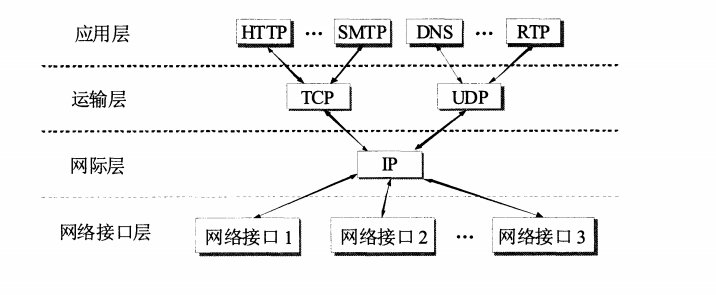 应用层 HTTP ··· SMTP DNS ··· RTP
运输层 TCP UDP
网际层 IP
网络接口层 网络接口 1 网络接口 2 ··· 网络接口 3